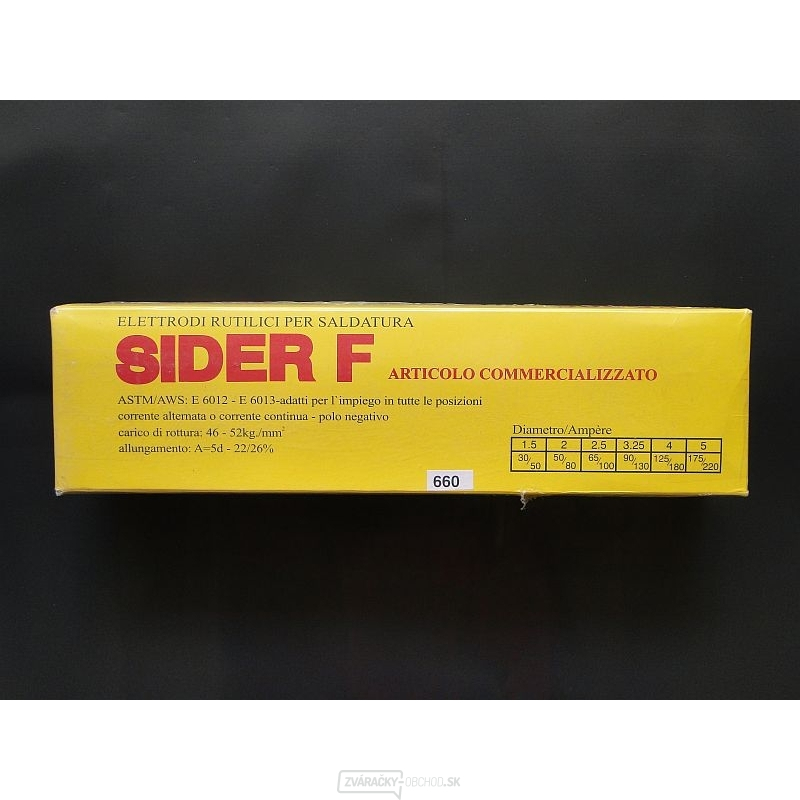 ELETTRODI RUTILICI PER SALDATURA
SIDER F ARTICOLO COMMERCIALIZZATO
ASTM/AWS: E 6012 - E 6013-adatti per l'impiego in tutte le posizioni
corrente alternata o corrente continua - polo negativo
carico di rottura: 46 - 52kg./mm²
allungamento: A=5d - 22/26%
Diametro/Ampère
1.5 2 2.5 3.25 4 5
30/50 50/80 65/100 90/130 125/180 175/220
660
ZVÁRAČKY-OBCHOD.SK